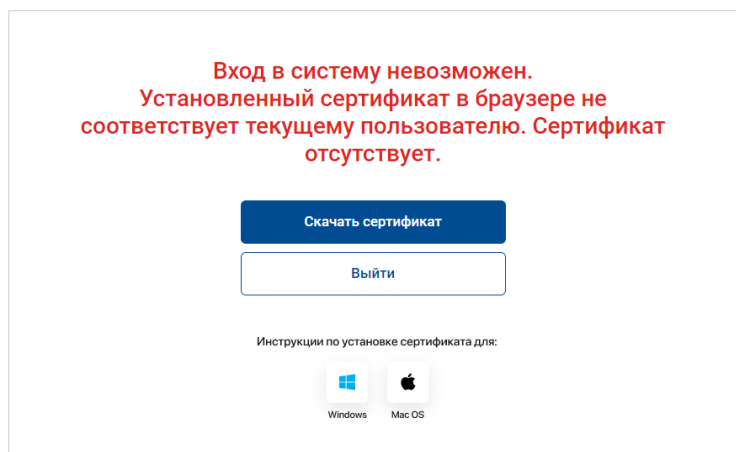 Вход в систему невозможен.
Установленный сертификат в браузере не
соответствует текущему пользователю. Сертификат
отсутствует.
Скачать сертификат
Выйти
Инструкции по установке сертификата для:
Windows
Mac OS